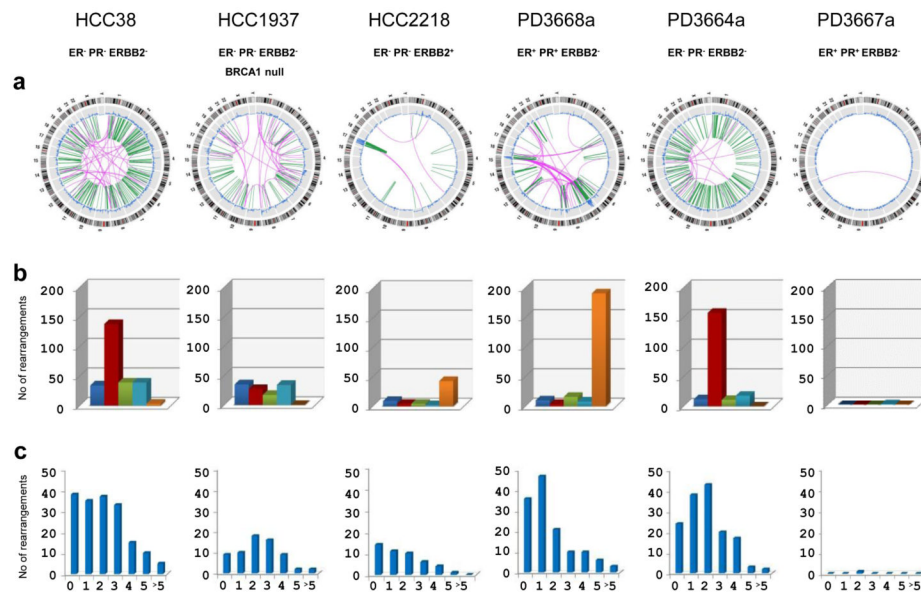 HCC38 HCC1937 HCC2218 PD3668a PD3664a PD3667a
ER- PR- ERBB2- ER- PR- ERBB2- ER- PR- ERBB2+ ER+ PR+ ERBB2- ER- PR- ERBB2- ER+ PR+ ERBB2-
BRCA1 null
a
b
No of rearrangements
200 200 200 200 200 200
150 150 150 150 150 150
100 100 100 100 100 100
50 50 50 50 50 50
0 0 0 0 0 0
c
No of rearrangements
50 50 50 50 50 50
40 40 40 40 40 40
30 30 30 30 30 30
20 20 20 20 20 20
10 10 10 10 10 10
0 0 0 0 0 0
0 1 2 3 4 5 >5 0 1 2 3 4 5 >5 0 1 2 3 4 5 >5 0 1 2 3 4 5 >5 0 1 2 3 4 5 >5 0 1 2 3 4 5 >5